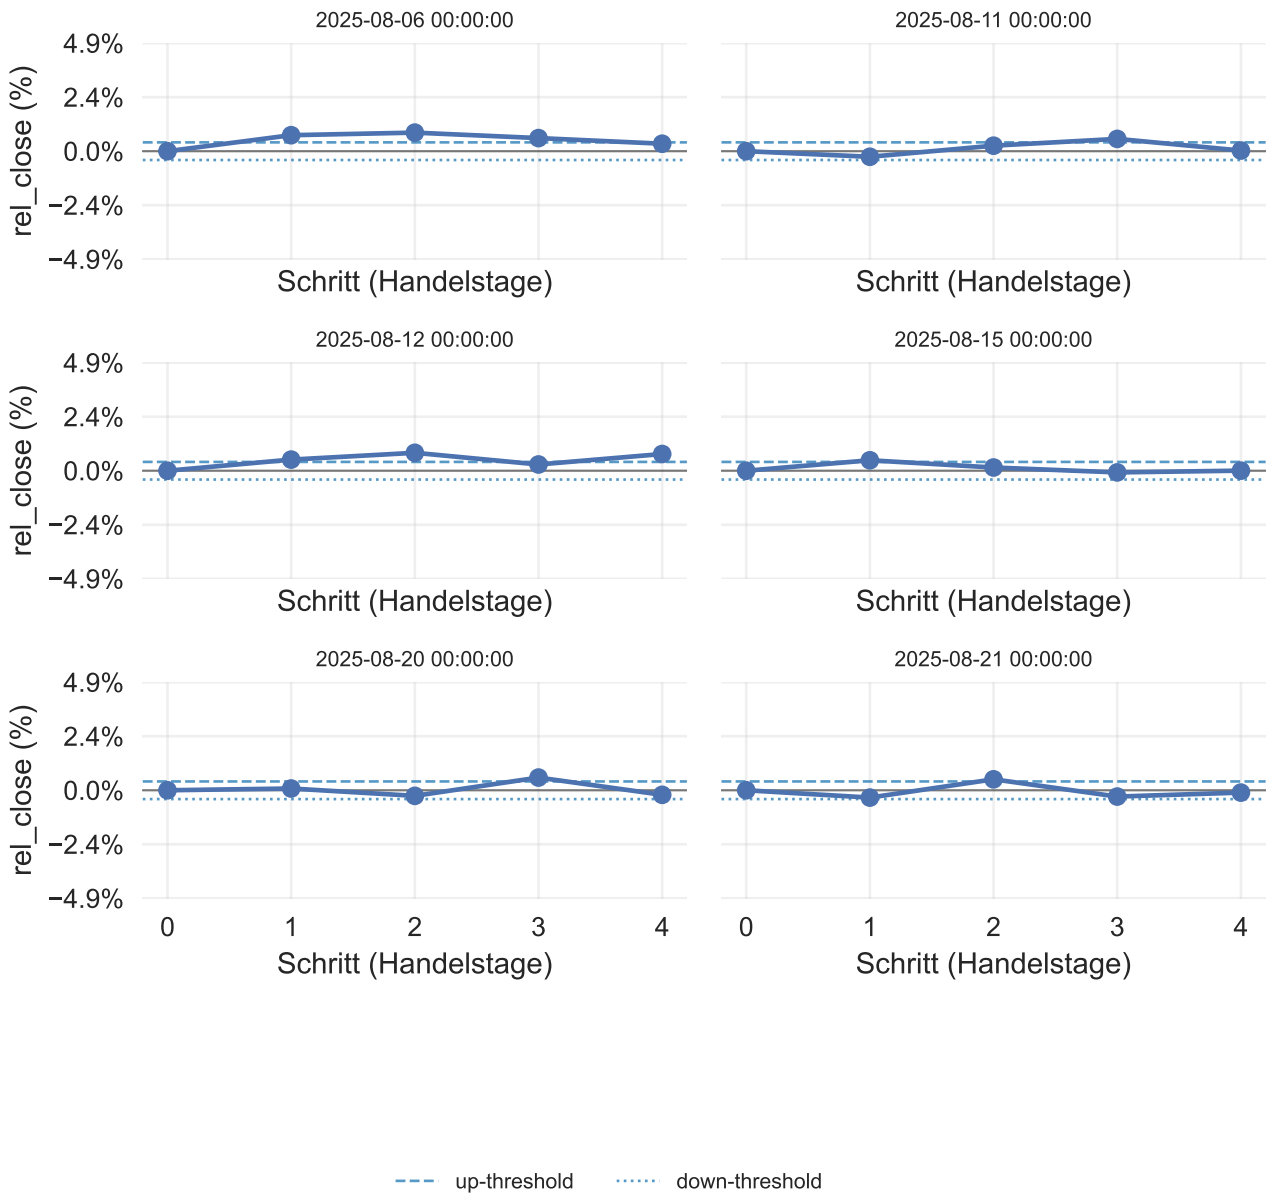 2025-08-06 00:00:00
2025-08-11 00:00:00
4.9%
2.4%
0.0%
−2.4%
−4.9%
rel_close (%)
Schritt (Handelstage)
Schritt (Handelstage)
2025-08-12 00:00:00
2025-08-15 00:00:00
4.9%
2.4%
0.0%
−2.4%
−4.9%
rel_close (%)
Schritt (Handelstage)
Schritt (Handelstage)
2025-08-20 00:00:00
2025-08-21 00:00:00
4.9%
2.4%
0.0%
−2.4%
−4.9%
rel_close (%)
0 1 2 3 4
0 1 2 3 4
Schritt (Handelstage)
Schritt (Handelstage)
up-threshold
down-threshold